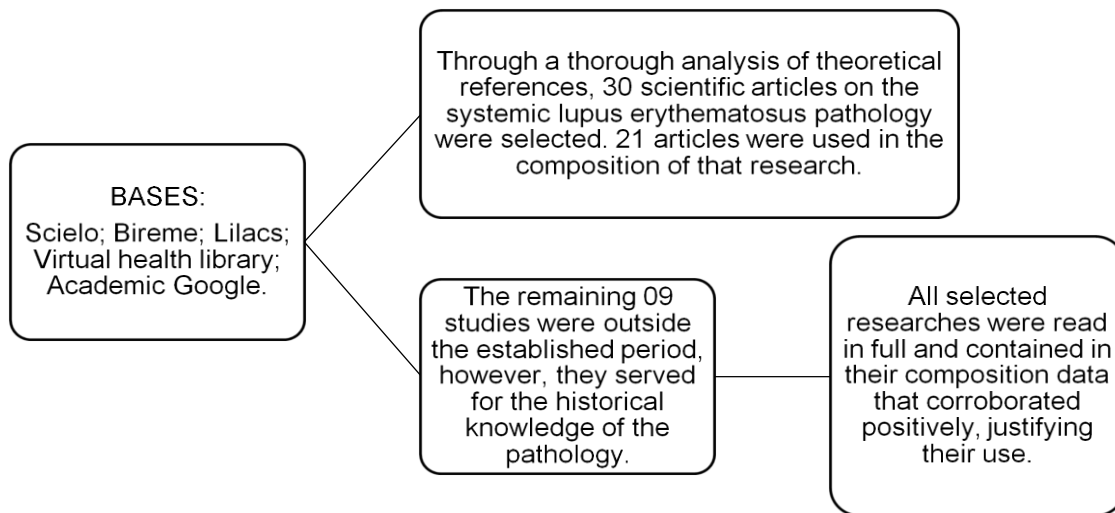 BASES:
Scielo; Bireme; Lilacs;
Virtual health library;
Academic Google.
Through a thorough analysis of theoretical
references, 30 scientific articles on the
systemic lupus erythematosus pathology
were selected. 21 articles were used in the
composition of that research.
The remaining 09
studies were outside
the established period,
however, they served
for the historical
knowledge of the
pathology.
All selected
researches were read
in full and contained in
their composition data
that corroborated
positively, justifying
their use.